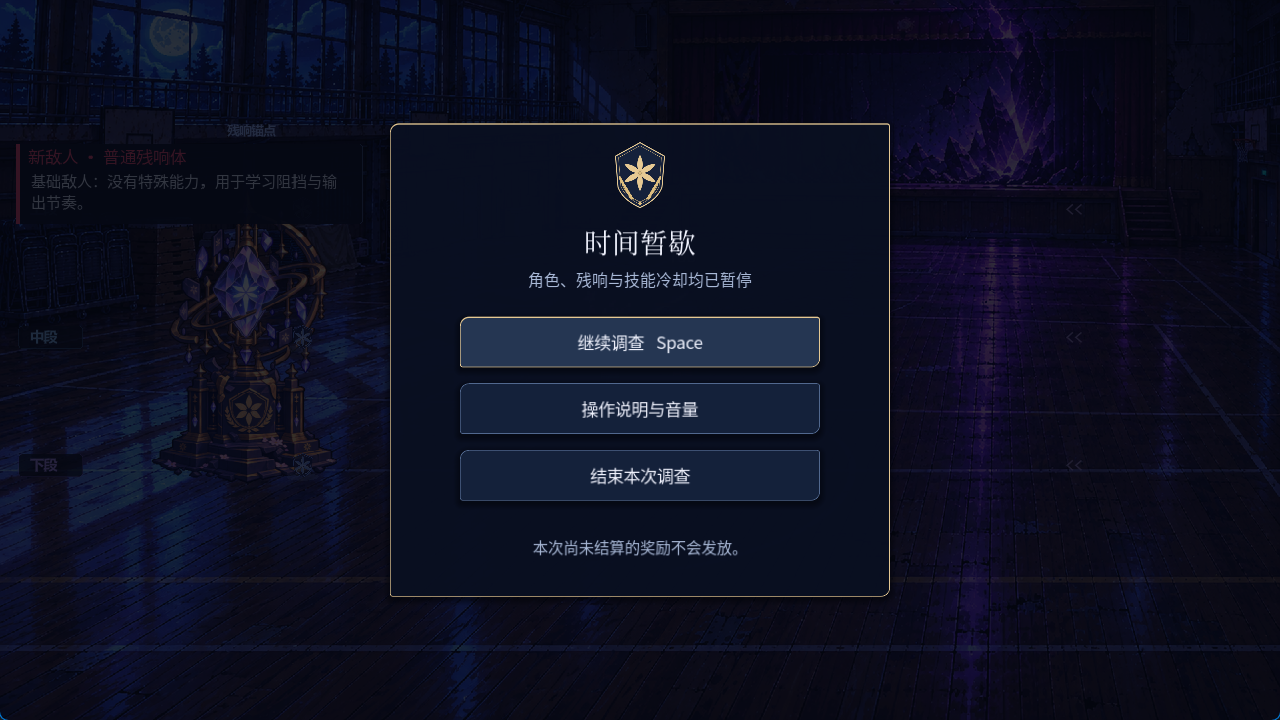 残响锚点
新敌人 · 普通残响体
基础敌人：没有特殊能力，用于学习阻挡与输
出节奏。
中段
下段
时间暂歇
角色、残响与技能冷却均已暂停
继续调查 Space
操作说明与音量
结束本次调查
本次尚未结算的奖励不会发放。